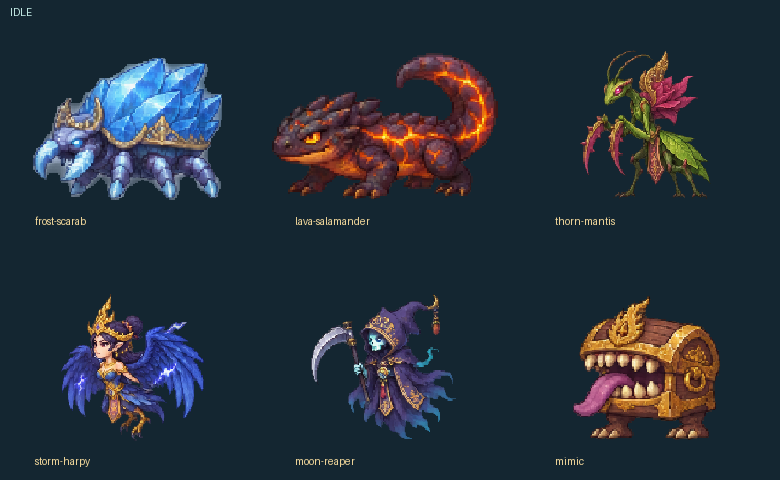 IDLE
frost-scarab
lava-salamander
thorn-mantis
storm-harpy
moon-reaper
mimic